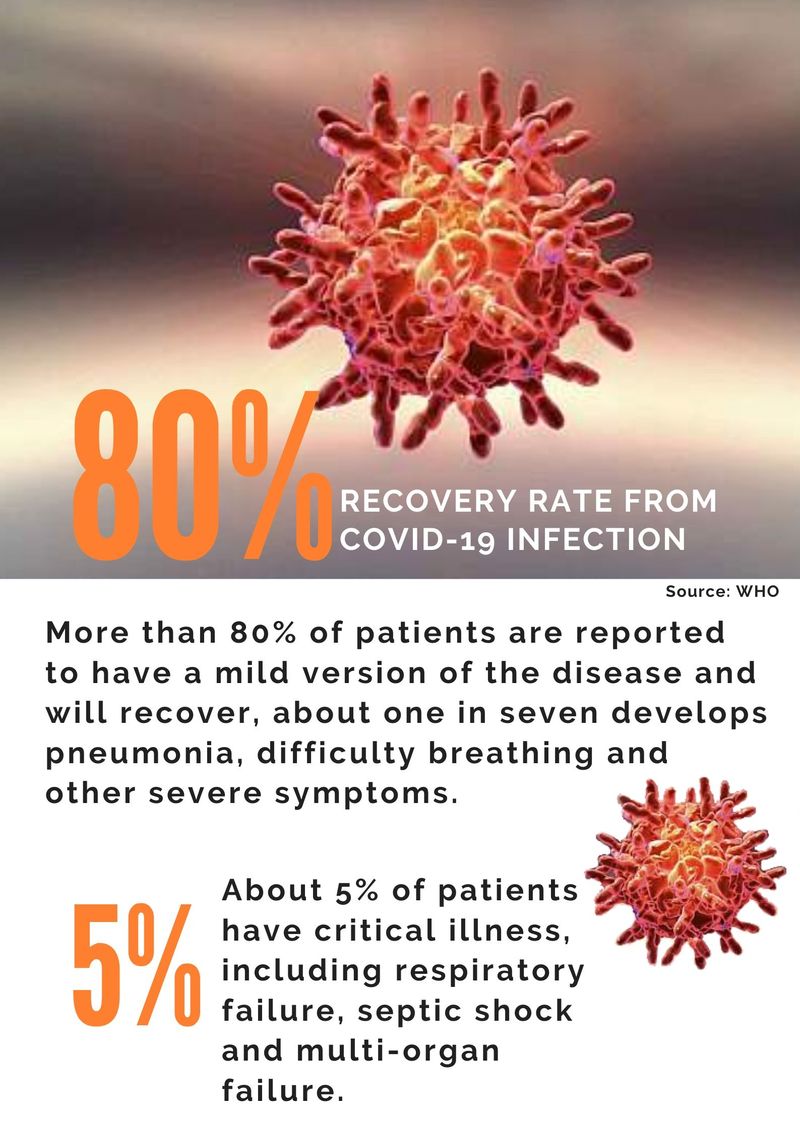 80%
RECOVERY RATE FROM
COVID-19 INFECTION
Source: WHO
More than 80% of patients are reported
to have a mild version of the disease and
will recover, about one in seven develops
pneumonia, difficulty breathing and
other severe symptoms.
5%
About 5% of patients
have critical illness,
including respiratory
failure, septic shock
and multi-organ
failure.